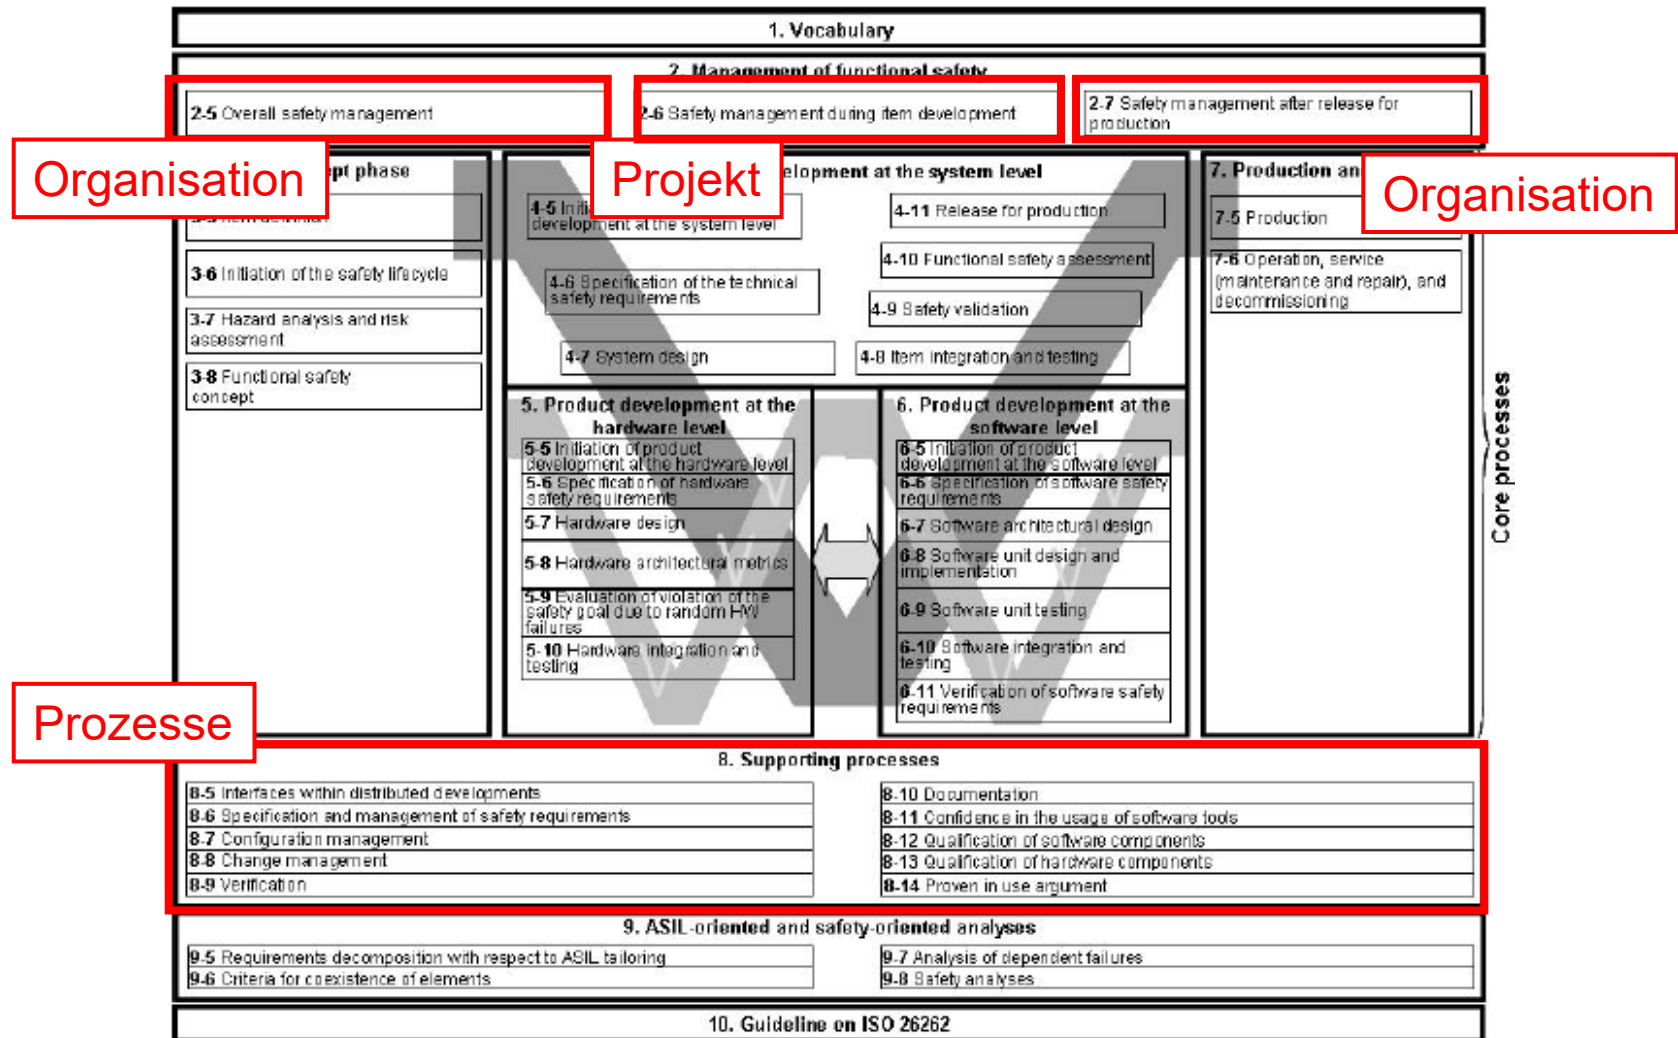 1. Vocabulary
2. Management of functional safety
2-5 Overall safety management
2-6 Safety management during item development
2-7 Safety management after release for
production
Organisation
Projekt
Organisation
ept phase
elopment at the system level
7. Production an
3-6 Initiation of the safety lifecycle
3-7 Hazard analysis and risk
assessment
3-8 Functional safety
concept
4-5 Initi
development at the system level
4-6 Specification of the technical
safety requirements
4-7 System design
4-11 Release for production
4-10 Functional safety assessment
4-9 Safety validation
4-8 Item integration and testing
7-5 Production
7-6 Operation, service
(maintenance and repair), and
decommissioning
5. Product development at the
hardware level
5-5 Initiation of product
development at the hardware level
5-6 Specification of hardware
safety requirements
5-7 Hardware design
5-8 Hardware architectural metrics
5-9 Evaluation of violation of the
safety goal due to random HW
failures
5-10 Hardware integration and
testing
6. Product development at the
software level
6-5 Initiation of product
development at the software level
6-6 Specification of software safety
requirements
6-7 Software architectural design
6-8 Software unit design and
implementation
6-9 Software unit testing
6-10 Software integration and
testing
6-11 Verification of software safety
requirements
Core processes
Prozesse
8. Supporting processes
8-5 Interfaces within distributed developments
8-6 Specification and management of safety requirements
8-7 Configuration management
8-8 Change management
8-9 Verification
8-10 Documentation
8-11 Confidence in the usage of software tools
8-12 Qualification of software components
8-13 Qualification of hardware components
8-14 Proven in use argument
9. ASIL-oriented and safety-oriented analyses
9-5 Requirements decomposition with respect to ASIL tailoring
9-6 Criteria for coexistence of elements
9-7 Analysis of dependent failures
9-8 Safety analyses
10. Guideline on ISO 26262